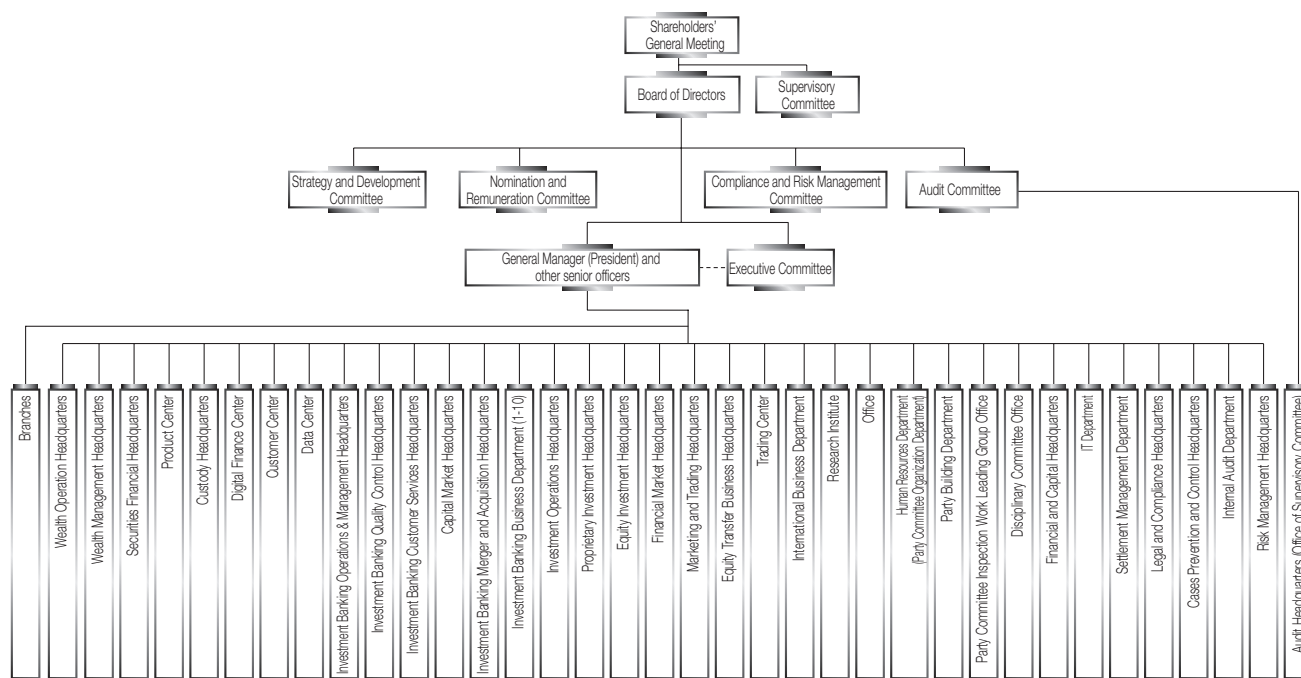 Shareholders'
General Meeting
Board of Directors
Supervisory
Committee
Strategy and Development
Committee
Nomination and
Remuneration Committee
Compliance and Risk Management
Committee
Audit Committee
General Manager (President) and
other senior officers
Executive Committee
Branches
Wealth Operation Headquarters
Wealth Management Headquarters
Securities Financial Headquarters
Product Center
Custody Headquarters
Digital Finance Center
Customer Center
Data Center
Investment Banking Operations & Management Headquarters
Investment Banking Quality Control Headquarters
Investment Banking Customer Services Headquarters
Capital Market Headquarters
Investment Banking Merger and Acquisition Headquarters
Investment Banking Business Department (1-10)
Investment Operations Headquarters
Proprietary Investment Headquarters
Equity Investment Headquarters
Financial Market Headquarters
Marketing and Trading Headquarters
Equity Transfer Business Headquarters
Trading Center
International Business Department
Research Institute
Office
Human Resources Department
(Party Committee Organization Department)
Party Building Department
Party Committee Inspection Work Leading Group Office
Disciplinary Committee Office
Financial and Capital Headquarters
IT Department
Settlement Management Department
Legal and Compliance Headquarters
Cases Prevention and Control Headquarters
Internal Audit Department
Risk Management Headquarters
Audit Headquarters (Office of Supervisory Committee)